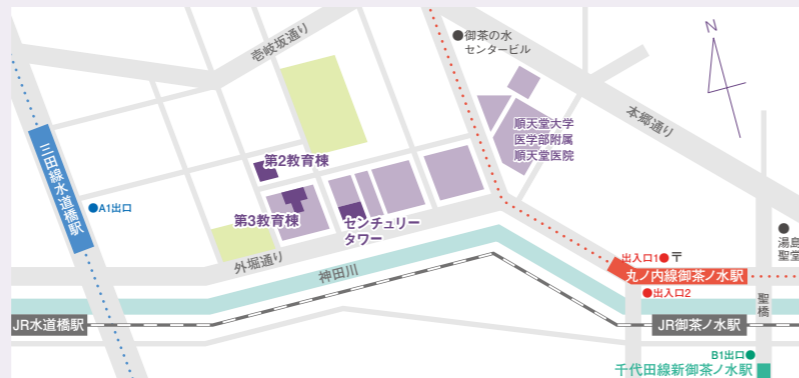 壱岐坂通り
●御茶の水
センタービル
N
本郷通り
順天堂大学
医学部附属
順天堂医院
第2教育棟
三田線水道橋駅
●A1出口
第3教育棟
センチュリー
タワー
外堀通り
神田川
湯島
聖堂
出入口1●〒
丸ノ内線御茶ノ水駅
●出入口2
聖橋
JR水道橋駅
JR御茶ノ水駅
B1出口●
千代田線新御茶ノ水駅